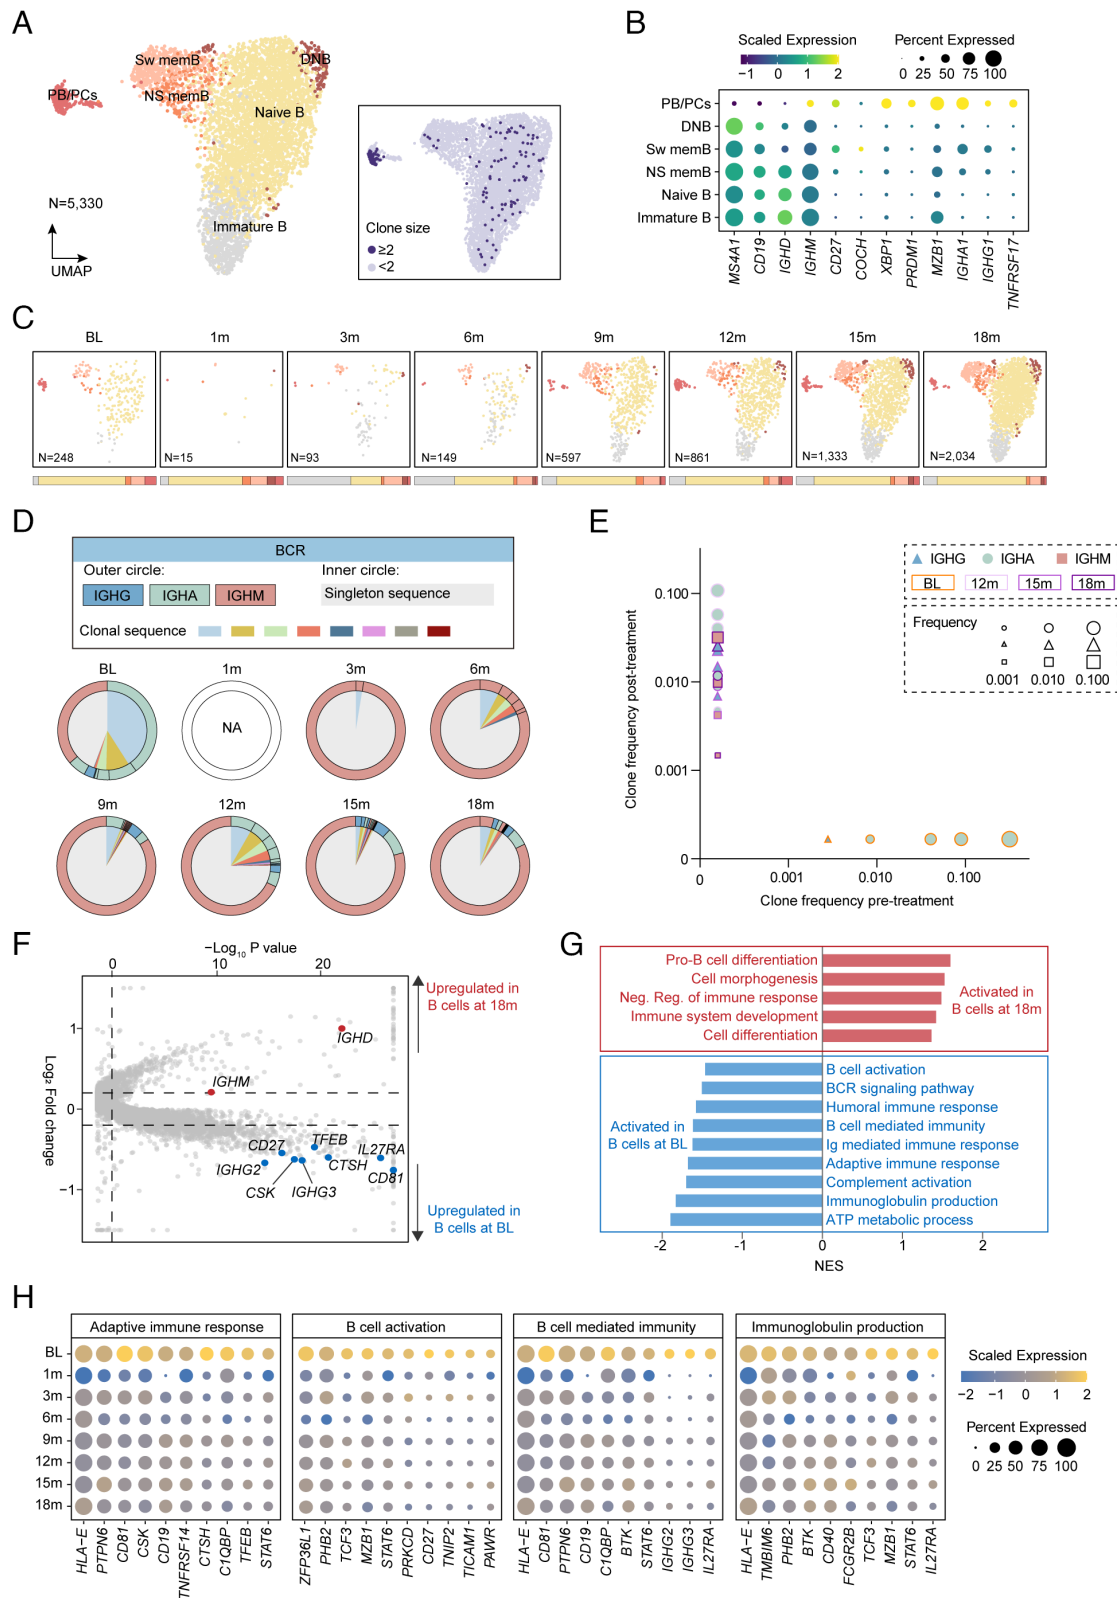 A
Sw memB
DNB
PB/PCs
NS memB
Naive B
N=5,330
Immature B
UMAP
Clone size
≥2
<2
B
Scaled Expression
−1 0 1 2
Percent Expressed
0 25 50 75 100
PB/PCs
DNB
Sw memB
NS memB
Naive B
Immature B
MS4A1
CD19
IGHD
IGHM
CD27
COCH
XBP1
PRDM1
MZB1
IGHA1
IGHG1
TNFRSF17
C
BL 1m 3m 6m 9m 12m 15m 18m
N=248 N=15 N=93 N=149 N=597 N=861 N=1,333 N=2,034
D
BCR
Outer circle: Inner circle:
IGHG IGHA IGHM Singleton sequence
Clonal sequence
BL 1m 3m 6m
NA
9m 12m 15m 18m
E
IGHG IGHA IGHM
BL 12m 15m 18m
Frequency
0.001 0.010 0.100
Clone frequency post-treatment
0.100
0.010
0.001
0
0 0.001 0.010 0.100
Clone frequency pre-treatment
F
−Log10 P value
0 10 20
Log2 Fold change
1
0
−1
Upregulated in
B cells at 18m
IGHD
IGHM
CD27
TFEB
IL27RA
IGHG2
CTSH
CD81
CSK
IGHG3
Upregulated in
B cells at BL
G
Pro-B cell differentiation
Cell morphogenesis
Neg. Reg. of immune response
Immune system development
Cell differentiation
Activated in
B cells at 18m
B cell activation
BCR signaling pathway
Humoral immune response
B cell mediated immunity
Ig mediated immune response
Adaptive immune response
Complement activation
Immunoglobulin production
ATP metabolic process
Activated in
B cells at BL
-2 -1 0 1 2
NES
H
Adaptive immune response
B cell activation
B cell mediated immunity
Immunoglobulin production
BL
1m
3m
6m
9m
12m
15m
18m
HLA-E
PTPN6
CD81
CSK
CD19
TNFRSF14
CTSH
C1QBP
TFEB
STAT6
ZFP36L1
PHB2
TCF3
MZB1
STAT6
PRKCD
CD27
TNIP2
TICAM1
PAWR
HLA-E
CD81
PTPN6
CD19
C1QBP
BTK
STAT6
IGHG2
IGHG3
IL27RA
HLA-E
TMBIM6
PHB2
BTK
CD40
FCGR2B
TCF3
MZB1
STAT6
IL27RA
Scaled Expression
−2 −1 0 1 2
Percent Expressed
0 25 50 75 100